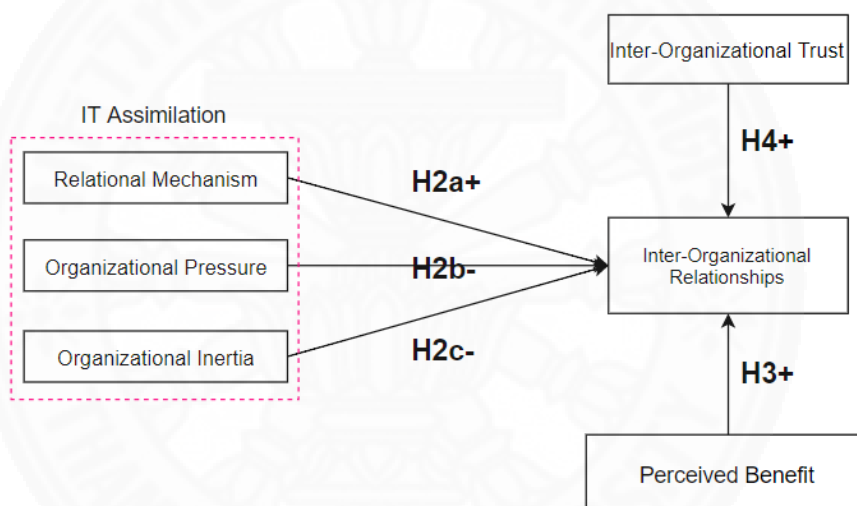 Inter-Organizational Trust
IT Assimilation
H4+
Relational Mechanism
H2a+
Organizational Pressure
H2b-
Inter-Organizational
Relationships
Organizational Inertia
H2c-
H3+
Perceived Benefit